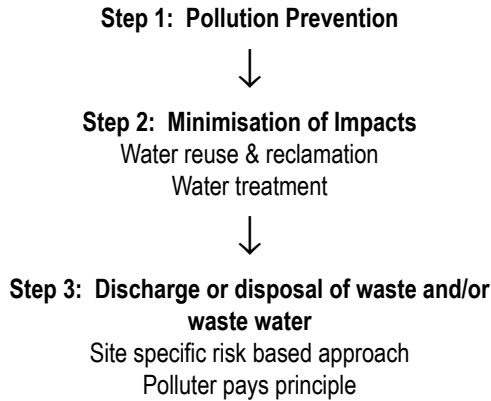 Step 1: Pollution Prevention
Step 2: Minimisation of Impacts
Water reuse & reclamation
Water treatment
Step 3: Discharge or disposal of waste and/or
waste water
Site specific risk based approach
Polluter pays principle